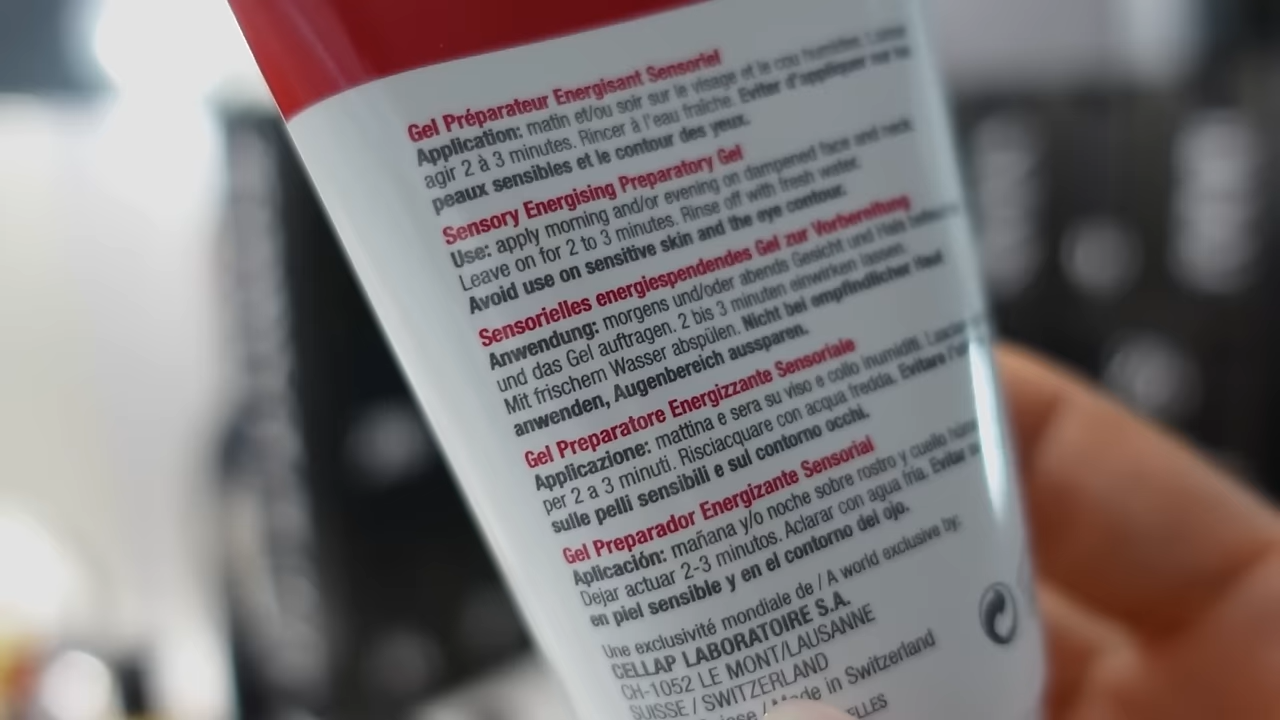 Gel Préparateur Energisant Sensoriel
Application: matin et/ou soir sur le visage et le cou humides.
agir 2 à 3 minutes. Rincer à l'eau fraîche. Eviter d'appliquer sur les
peaux sensibles et le contour des yeux.
Sensory Energising Preparatory Gel
Use: apply morning and/or evening on dampened face and neck.
Leave on for 2 to 3 minutes. Rinse off with fresh water.
Avoid use on sensitive skin and the eye contour.
Sensorielles energiespendendes Gel zur Vorbereitung
Anwendung: morgens und/oder abends Gesicht und Hals
und das Gel auftragen. 2 bis 3 minuten einwirken lassen.
Mit frischem Wasser abspülen. Nicht bei empfindlicher Haut
anwenden, Augenbereich aussparen.
Gel Preparatore Energizzante Sensoriale
Applicazione: mattina e sera su viso e collo inumiditi.
per 2 a 3 minuti. Risciacquare con acqua fredda. Evitare
sulle pelli sensibili e sul contorno occhi.
Gel Preparador Energizante Sensorial
Aplicación: mañana y/o noche sobre rostro y cuello
Dejar actuar 2-3 minutos. Aclarar con agua fria. Evitar
en piel sensible y en el contorno del ojo.
Une exclusivité mondiale de / A world exclusive by:
CELLAP LABORATOIRE S.A.
CH-1052 LE MONT/LAUSANNE
SUISSE / SWITZERLAND
/ Made in Switzerland